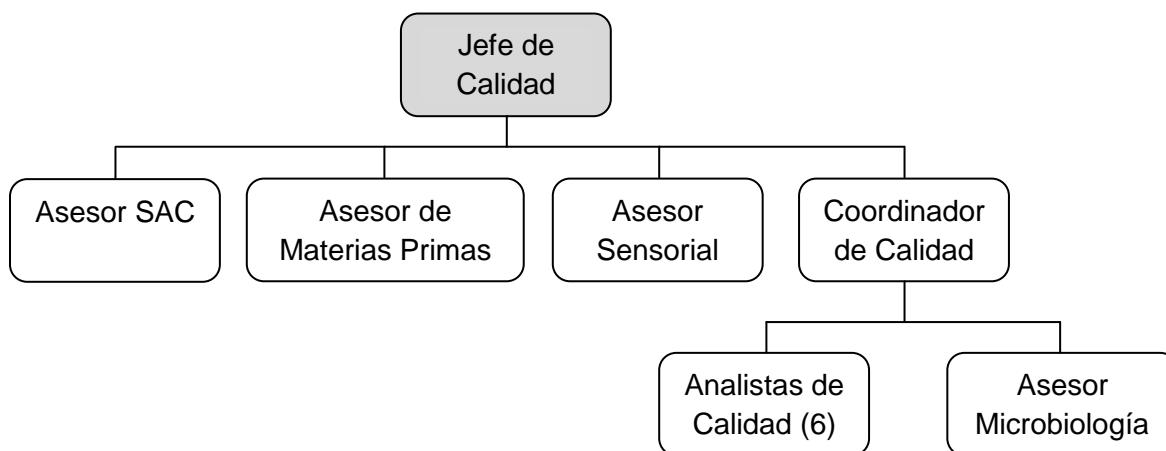 Jefe de
Calidad
Asesor SAC
Asesor de
Materias Primas
Asesor
Sensorial
Coordinador
de Calidad
Analistas de
Calidad (6)
Asesor
Microbiología